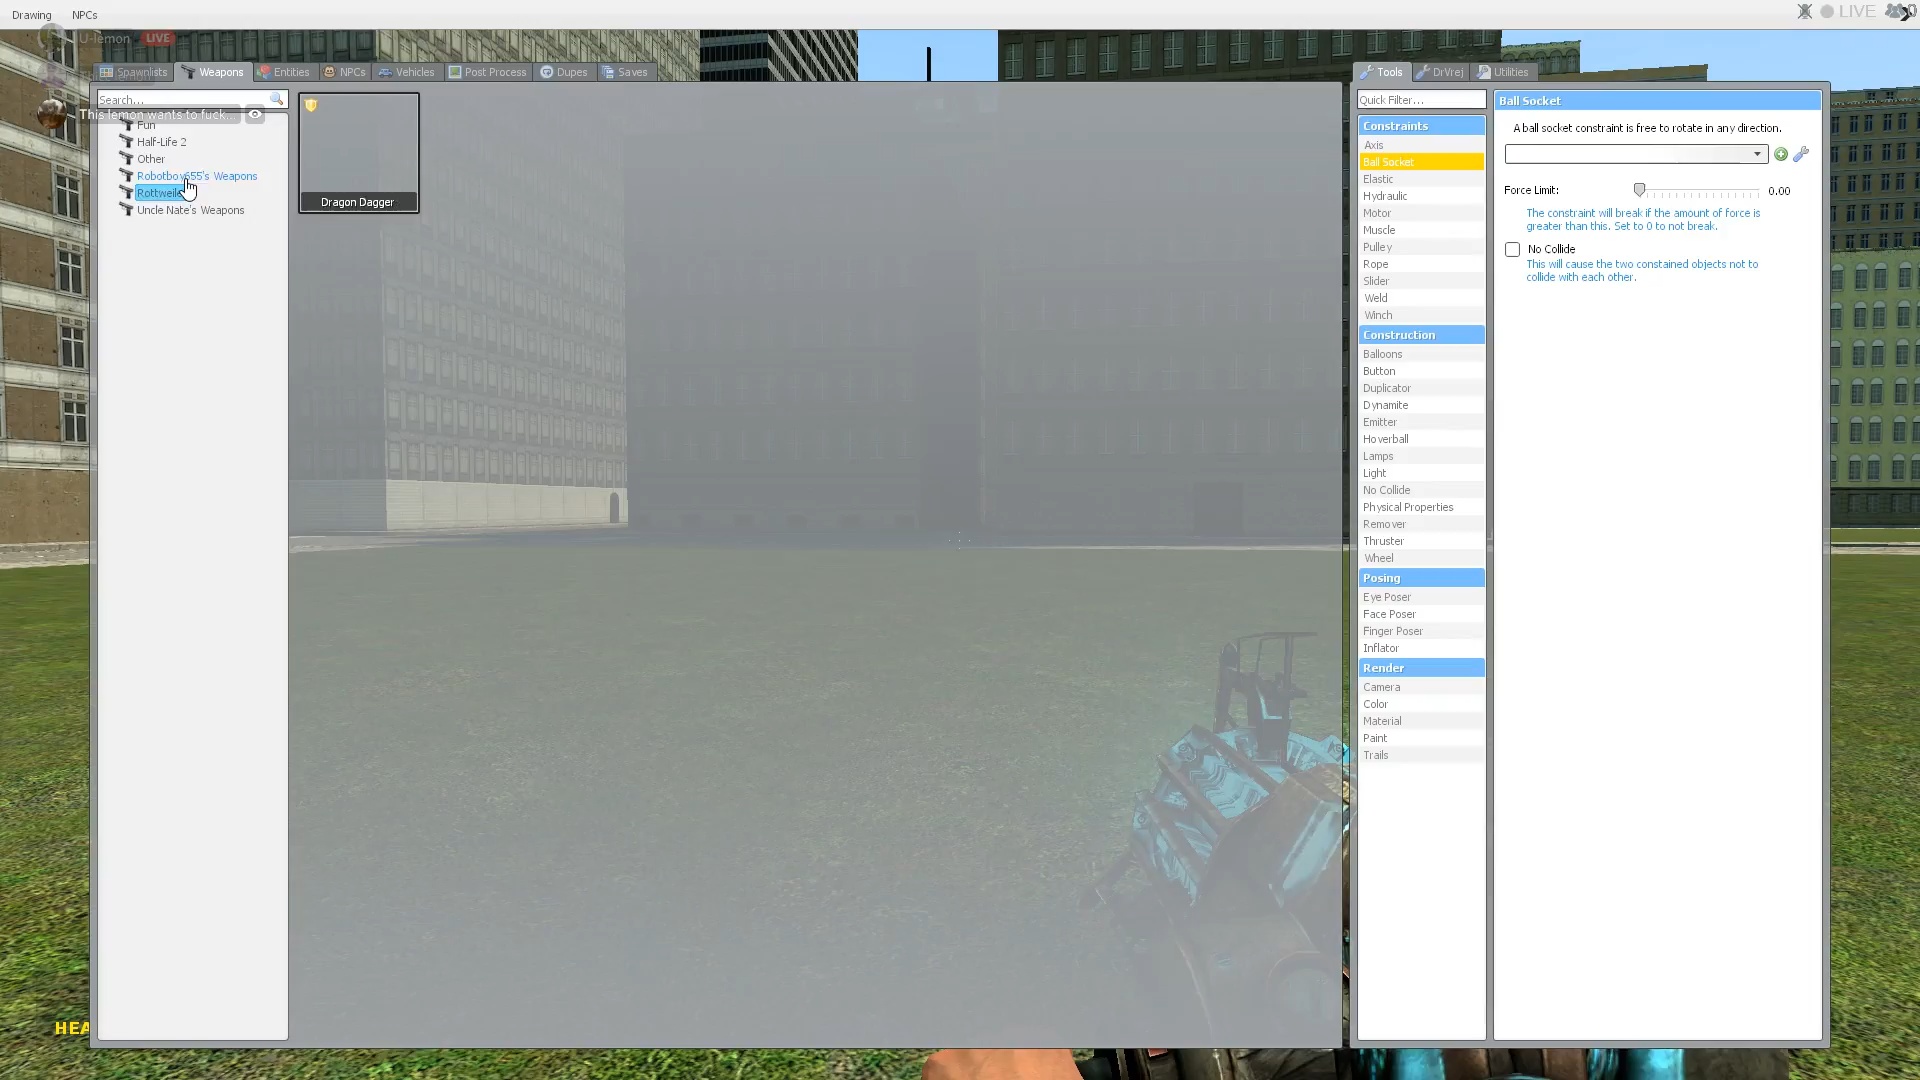 Drawing NPCs
LIVE 0
U-lemon LIVE
Spawnlists Weapons Entities NPCs Vehicles Post Process Dupes Saves
Tools DrVrej Utilities
Search...
This lemon wants to fuck...
Fun
Half-Life 2
Other
Robotboy655's Weapons
Rottweile
Uncle Nate's Weapons
Dragon Dagger
Quick Filter...
Constraints
Axis
Ball Socket
Elastic
Hydraulic
Motor
Muscle
Pulley
Rope
Slider
Weld
Winch
Construction
Balloons
Button
Duplicator
Dynamite
Emitter
Hoverball
Lamps
Light
No Collide
Physical Properties
Remover
Thruster
Wheel
Posing
Eye Poser
Face Poser
Finger Poser
Inflator
Render
Camera
Color
Material
Paint
Trails
Ball Socket
A ball socket constraint is free to rotate in any direction.
Force Limit: 0.00
The constraint will break if the amount of force is
greater than this. Set to 0 to not break.
No Collide
This will cause the two constained objects not to
collide with each other.
HEA